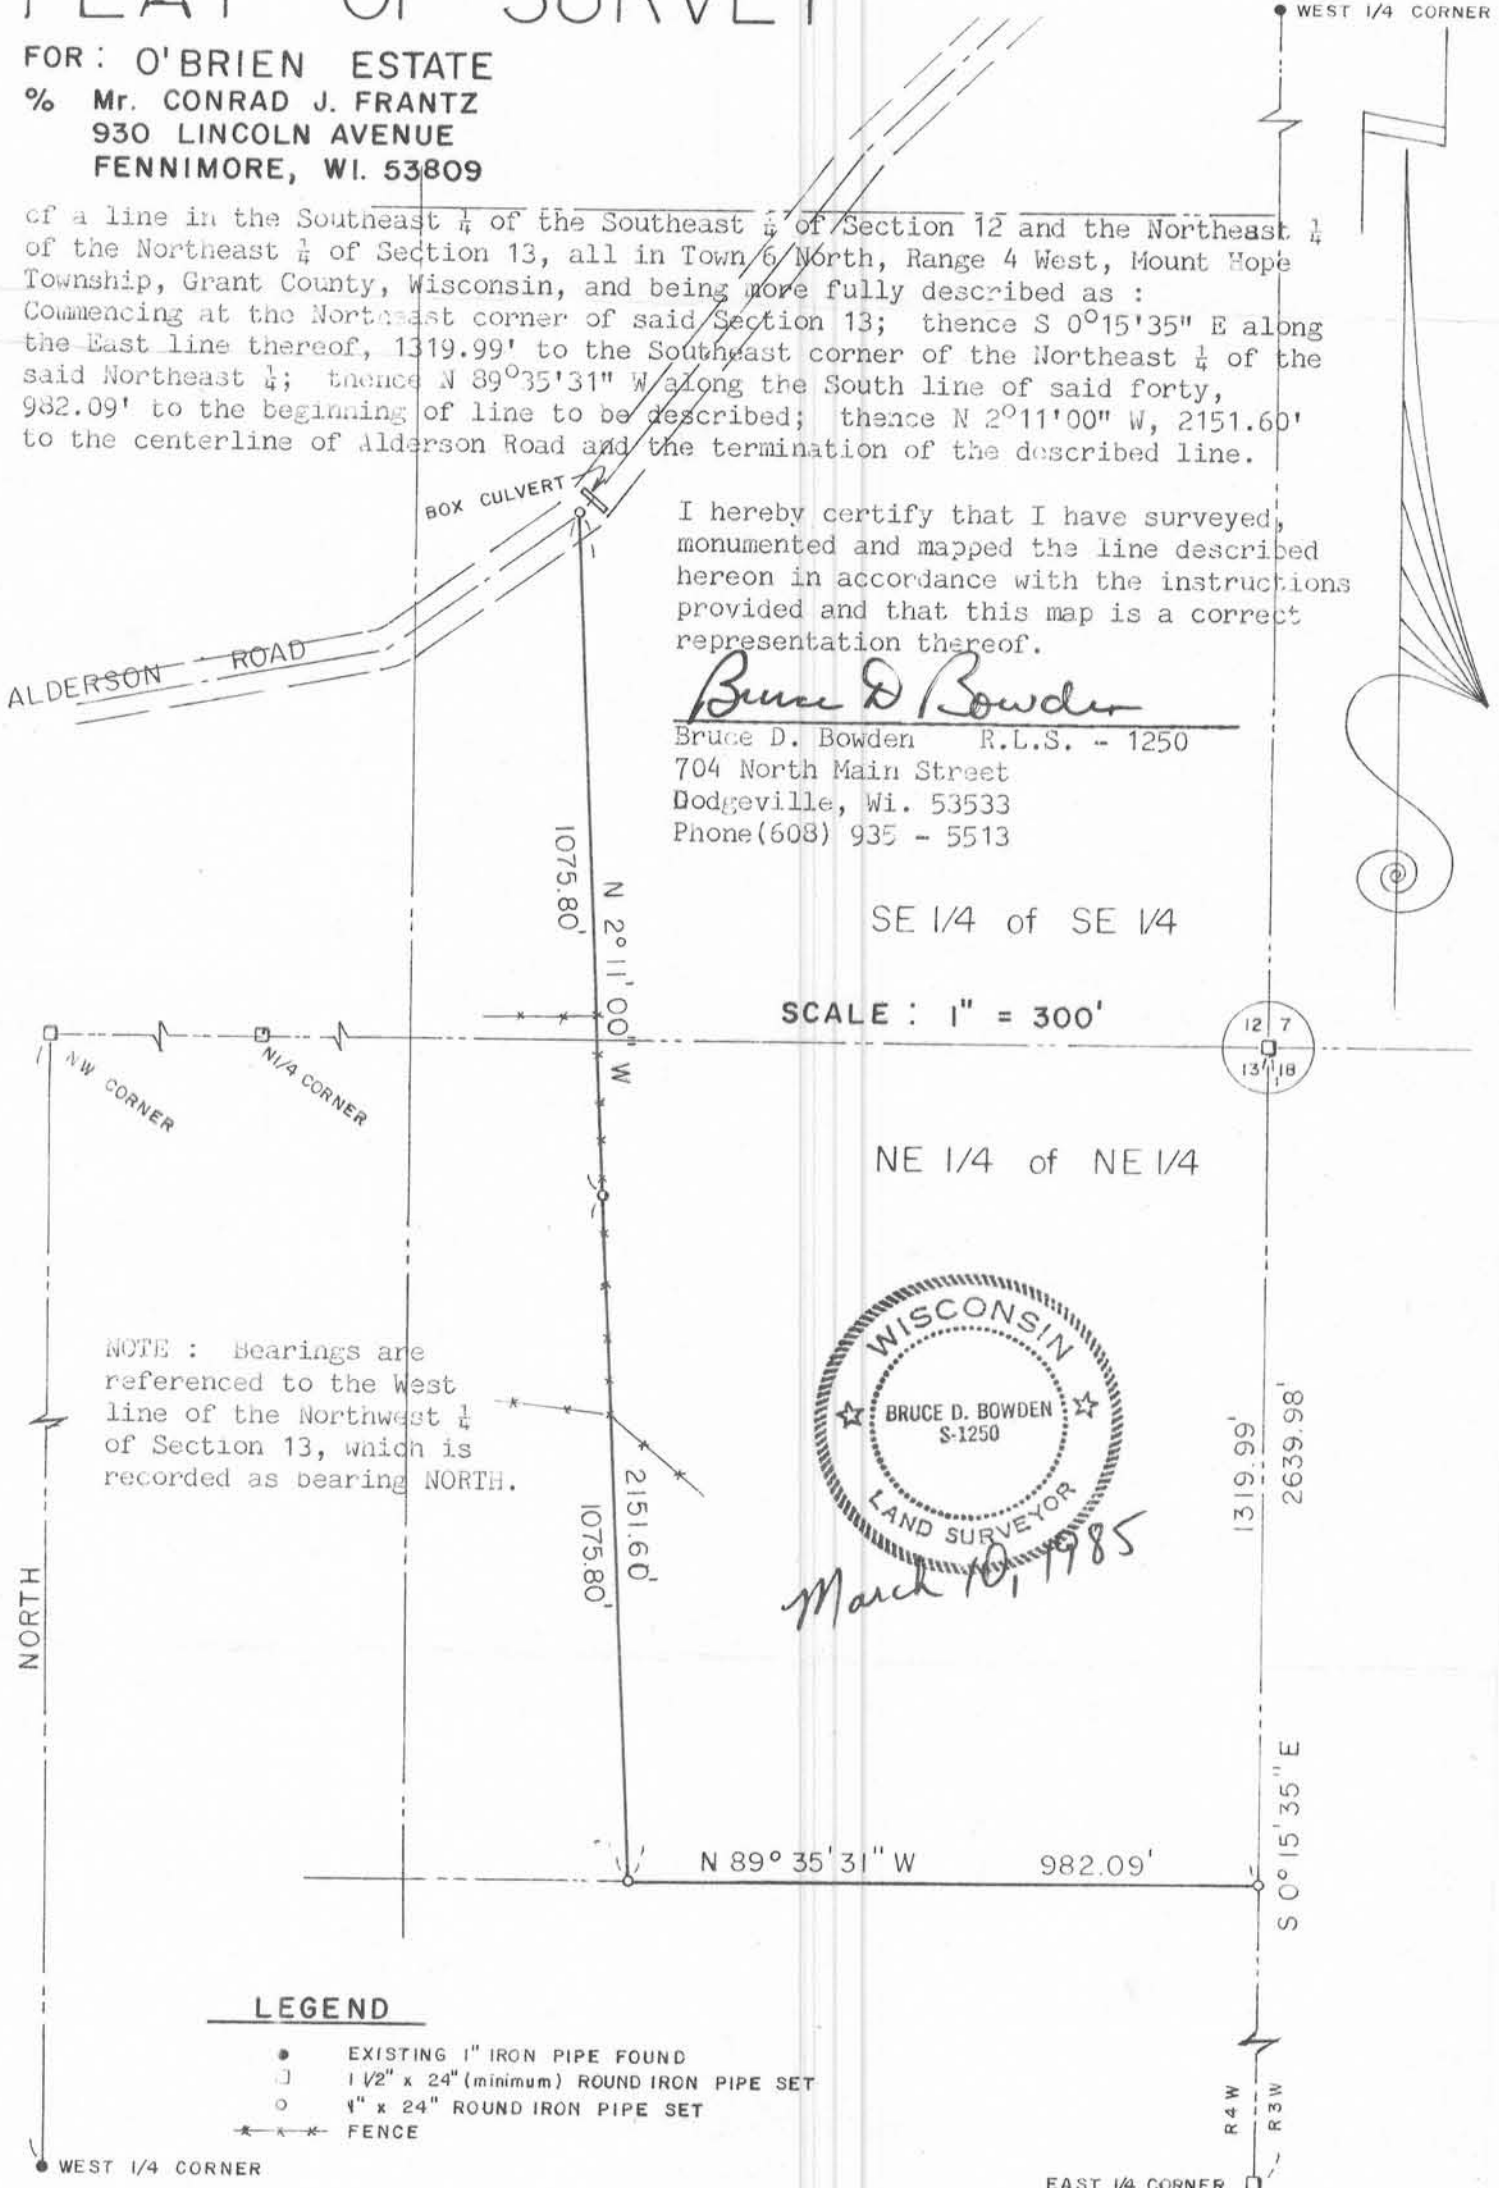 PLAT OF SURVEY
WEST 1/4 CORNER
FOR : O'BRIEN ESTATE
% Mr. CONRAD J. FRANTZ
930 LINCOLN AVENUE
FENNIMORE, WI. 53809
of a line in the Southeast ¼ of the Southeast ¼ of Section 12 and the Northeast ¼
of the Northeast ¼ of Section 13, all in Town 6 North, Range 4 West, Mount Hope
Township, Grant County, Wisconsin, and being more fully described as :
Commencing at the Northeast corner of said Section 13; thence S 0°15'35" E along
the East line thereof, 1319.99' to the Southeast corner of the Northeast ¼ of the
said Northeast ¼; thence N 89°35'31" W along the South line of said forty,
982.09' to the beginning of line to be described; thence N 2°11'00" W, 2151.60'
to the centerline of Alderson Road and the termination of the described line.
BOX CULVERT
I hereby certify that I have surveyed,
monumented and mapped the line described
hereon in accordance with the instructions
provided and that this map is a correct
representation thereof.
ALDERSON ROAD
Bruce D Bowden
Bruce D. Bowden R.L.S. - 1250
704 North Main Street
Dodgeville, Wi. 53533
Phone(608) 935 - 5513
1075.80'
N 2°11'00" W
SE 1/4 of SE 1/4
SCALE : 1" = 300'
12 7
13 18
NW CORNER
N1/4 CORNER
NE 1/4 of NE 1/4
NOTE : Bearings are
referenced to the West
line of the Northwest ¼
of Section 13, which is
recorded as bearing NORTH.
WISCONSIN
BRUCE D. BOWDEN
S-1250
LAND SURVEYOR
March 10, 1985
1319.99'
2639.98'
2151.60'
1075.80'
NORTH
S 0°15'35" E
N 89°35'31" W 982.09'
LEGEND
EXISTING 1" IRON PIPE FOUND
1 1/2" x 24" (minimum) ROUND IRON PIPE SET
1" x 24" ROUND IRON PIPE SET
FENCE
R4W
R3W
WEST 1/4 CORNER
EAST 1/4 CORNER